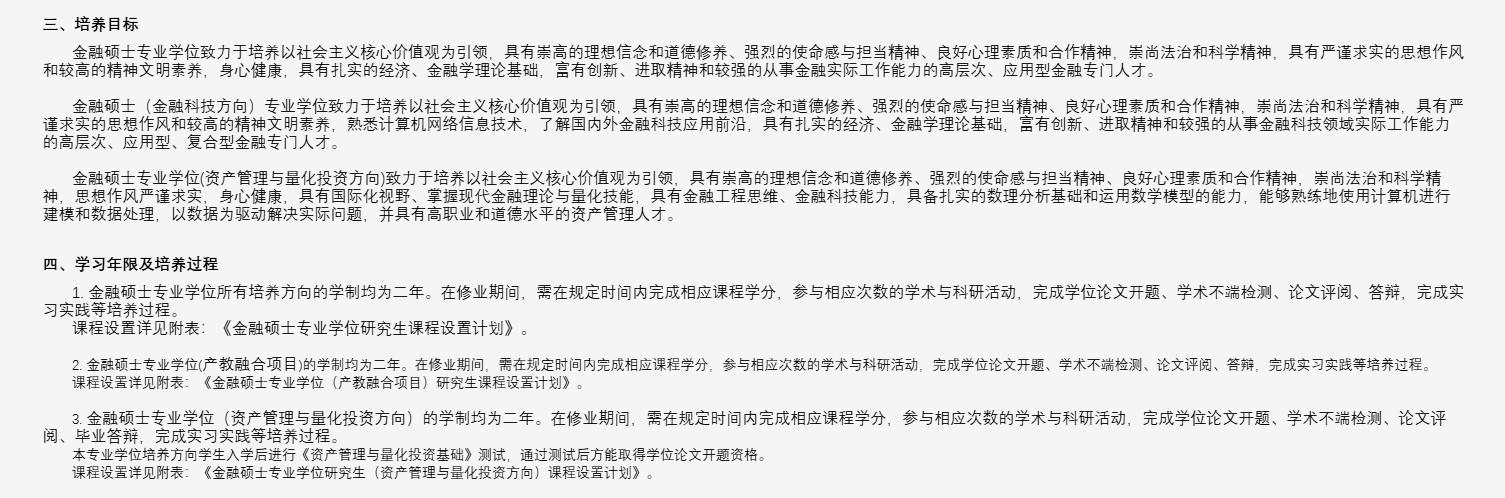 三、培养目标
金融硕士专业学位致力于培养以社会主义核心价值观为引领，具有崇高的理想信念和道德修养、强烈的使命感与担当精神、良好心理素质和合作精神，崇尚法治和科学精神，具有严谨求实的思想作风
和较高的精神文明素养，身心健康，具有扎实的经济、金融学理论基础，富有创新、进取精神和较强的从事金融实际工作能力的高层次、应用型金融专门人才。
金融硕士（金融科技方向）专业学位致力于培养以社会主义核心价值观为引领，具有崇高的理想信念和道德修养、强烈的使命感与担当精神、良好心理素质和合作精神，崇尚法治和科学精神，具有严
谨求实的思想作风和较高的精神文明素养，熟悉计算机网络信息技术，了解国内外金融科技应用前沿，具有扎实的经济、金融学理论基础，富有创新、进取精神和较强的从事金融科技领域实际工作能力
的高层次、应用型、复合型金融专门人才。
金融硕士专业学位(资产管理与量化投资方向)致力于培养以社会主义核心价值观为引领，具有崇高的理想信念和道德修养、强烈的使命感与担当精神、良好心理素质和合作精神，崇尚法治和科学精
神，思想作风严谨求实，身心健康，具有国际化视野、掌握现代金融理论与量化技能，具有金融工程思维、金融科技能力，具备扎实的数理分析基础和运用数学模型的能力，能够熟练地使用计算机进行
建模和数据处理，以数据为驱动解决实际问题，并具有高职业和道德水平的资产管理人才。
四、学习年限及培养过程
1. 金融硕士专业学位所有培养方向的学制均为二年。在修业期间，需在规定时间内完成相应课程学分，参与相应次数的学术与科研活动，完成学位论文开题、学术不端检测、论文评阅、答辩，完成实
习实践等培养过程。
课程设置详见附表：《金融硕士专业学位研究生课程设置计划》。
2. 金融硕士专业学位(产教融合项目)的学制均为二年。在修业期间，需在规定时间内完成相应课程学分，参与相应次数的学术与科研活动，完成学位论文开题、学术不端检测、论文评阅、答辩，完成实习实践等培养过程。
课程设置详见附表：《金融硕士专业学位（产教融合项目）研究生课程设置计划》。
3. 金融硕士专业学位（资产管理与量化投资方向）的学制均为二年。在修业期间，需在规定时间内完成相应课程学分，参与相应次数的学术与科研活动，完成学位论文开题、学术不端检测、论文评
阅、毕业答辩，完成实习实践等培养过程。
本专业学位培养方向学生入学后进行《资产管理与量化投资基础》测试，通过测试后方能取得学位论文开题资格。
课程设置详见附表：《金融硕士专业学位研究生（资产管理与量化投资方向）课程设置计划》。